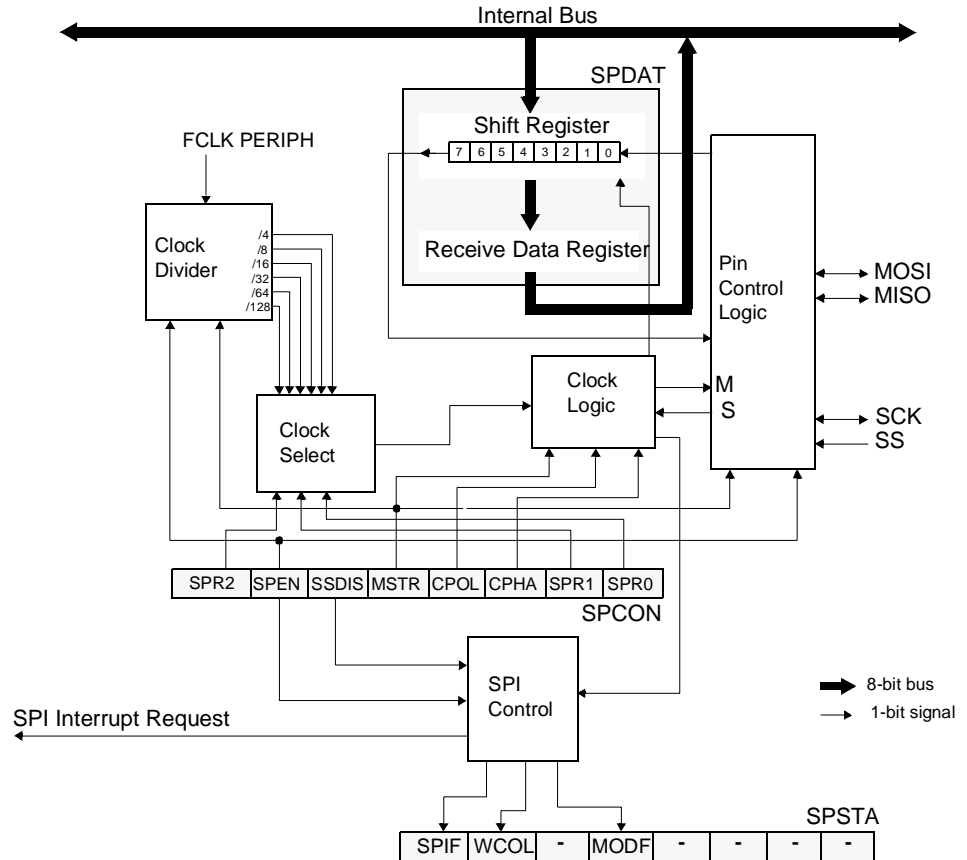 Internal Bus
SPDAT
FCLK PERIPH
Shift Register
7 6 5 4 3 2 1 0
Receive Data Register
Clock
Divider
/4
/8
/16
/32
/64
/128
Pin
Control
Logic
MOSI
MISO
Clock
Logic
M
S
SCK
SS
Clock
Select
SPR2 SPEN SSDIS MSTR CPOL CPHA SPR1 SPR0
SPCON
SPI
Control
8-bit bus
1-bit signal
SPI Interrupt Request
SPSTA
SPIF WCOL - MODF - - - -